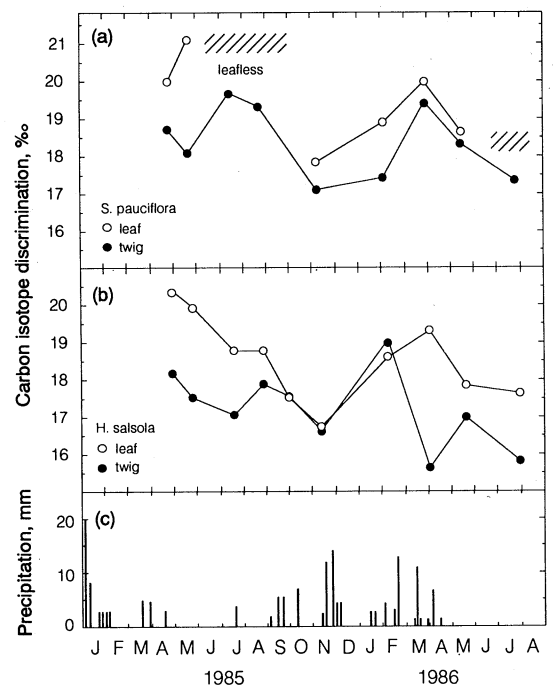 (a)
21
20
19
18
17
16
leafless
S. pauciflora
leaf
twig
Carbon isotope discrimination, ‰
(b)
20
19
18
17
16
H. salsola
leaf
twig
(c)
Precipitation, mm
20
10
0
J F M A M J J A S O N D J F M A M J J A
1985 1986